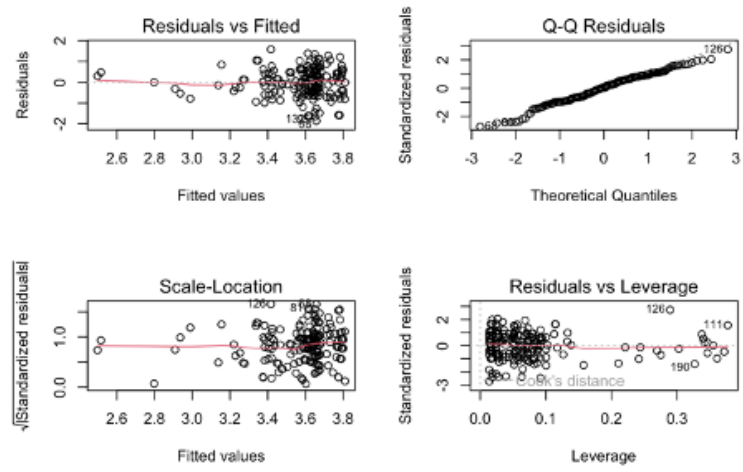 Residuals vs Fitted
Residuals
2
0
-2
132
2.6 2.8 3.0 3.2 3.4 3.6 3.8
Fitted values
Q-Q Residuals
Standardized residuals
2
0
-2
126
68
-3 -2 -1 0 1 2 3
Theoretical Quantiles
Scale-Location
√|Standardized residuals|
1.0
0.0
126
2.6 2.8 3.0 3.2 3.4 3.6 3.8
Fitted values
Residuals vs Leverage
Standardized residuals
2
0
-3
126
111
190
Cook's distance
0.0 0.1 0.2 0.3
Leverage